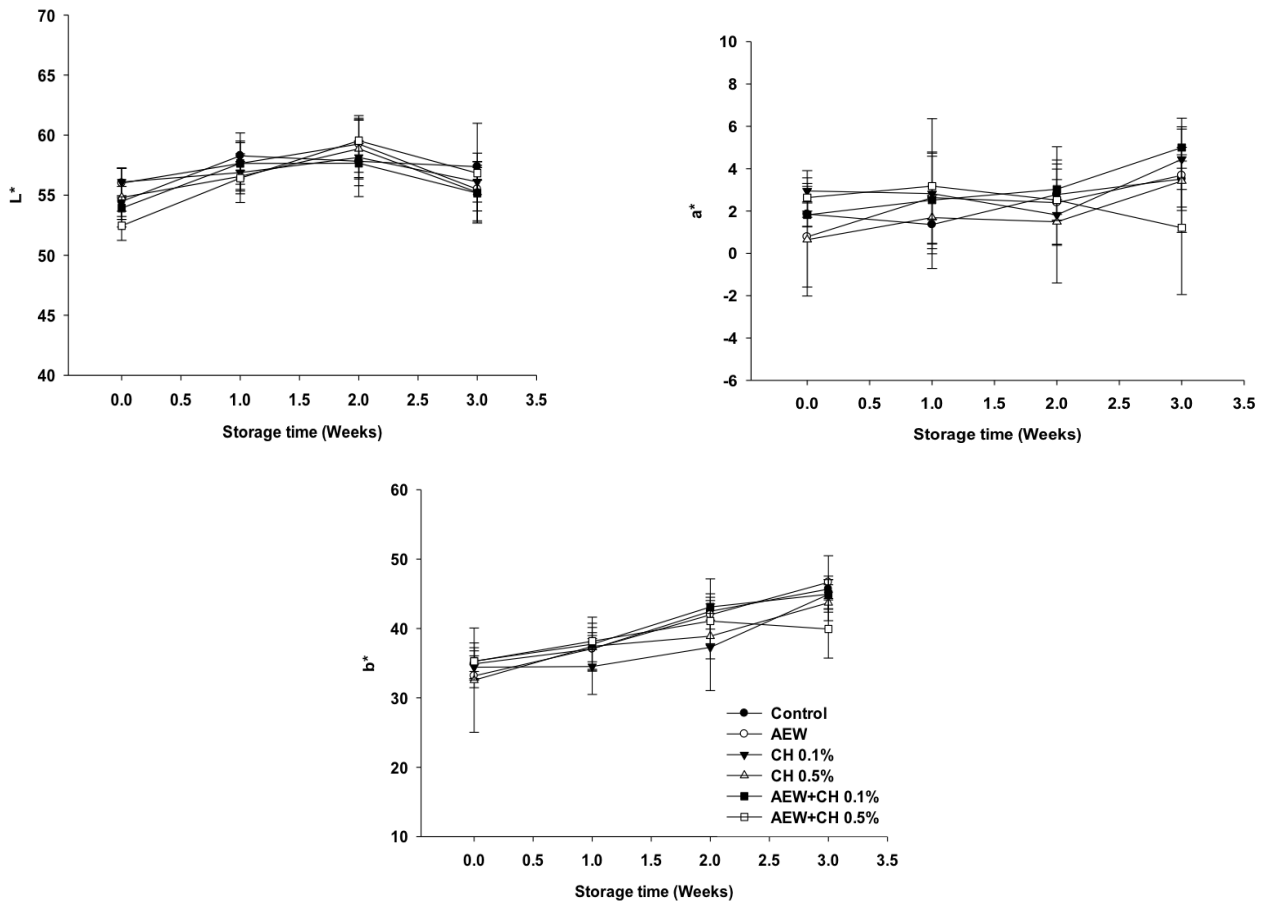 70
65
60
55
50
45
40
L*
0.0 0.5 1.0 1.5 2.0 2.5 3.0 3.5
Storage time (Weeks)
10
8
6
4
2
0
-2
-4
-6
a*
0.0 0.5 1.0 1.5 2.0 2.5 3.0 3.5
Storage time (Weeks)
60
50
40
30
20
10
b*
Control
AEW
CH 0.1%
CH 0.5%
AEW+CH 0.1%
AEW+CH 0.5%
0.0 0.5 1.0 1.5 2.0 2.5 3.0 3.5
Storage time (Weeks)